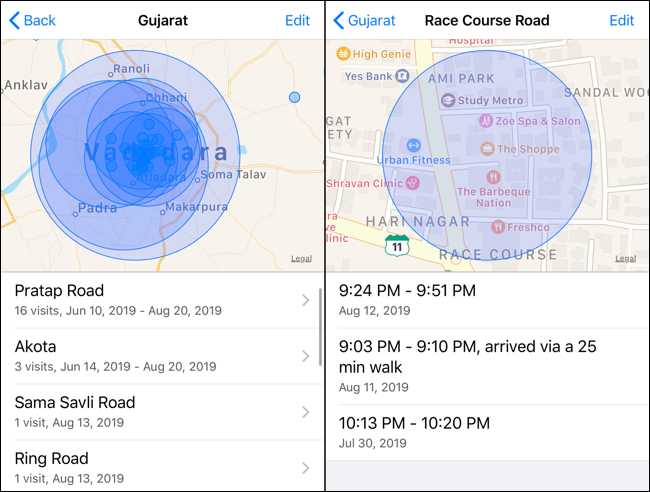 Back
Gujarat
Edit
Ranoli
Anklav
Chhani
Vadodara
Soma Talav
Padra
Makarpura
Legal
Pratap Road
16 visits, Jun 10, 2019 - Aug 20, 2019
Akota
3 visits, Jun 14, 2019 - Aug 20, 2019
Sama Savli Road
1 visit, Aug 13, 2019
Ring Road
1 visit, Aug 13, 2019
Gujarat
Race Course Road
Edit
Hospital
High Genie
Yes Bank
AMI PARK
Study Metro
SANDAL WOO
Zoe Spa & Salon
GAT
The Shoppe
Urban Fitness
Shravan Clinic
The Barbeque
Nation
HARI NAGAR
Freshco
11
RACE COURSE
Legal
9:24 PM - 9:51 PM
Aug 12, 2019
9:03 PM - 9:10 PM, arrived via a 25
min walk
Aug 11, 2019
10:13 PM - 10:20 PM
Jul 30, 2019